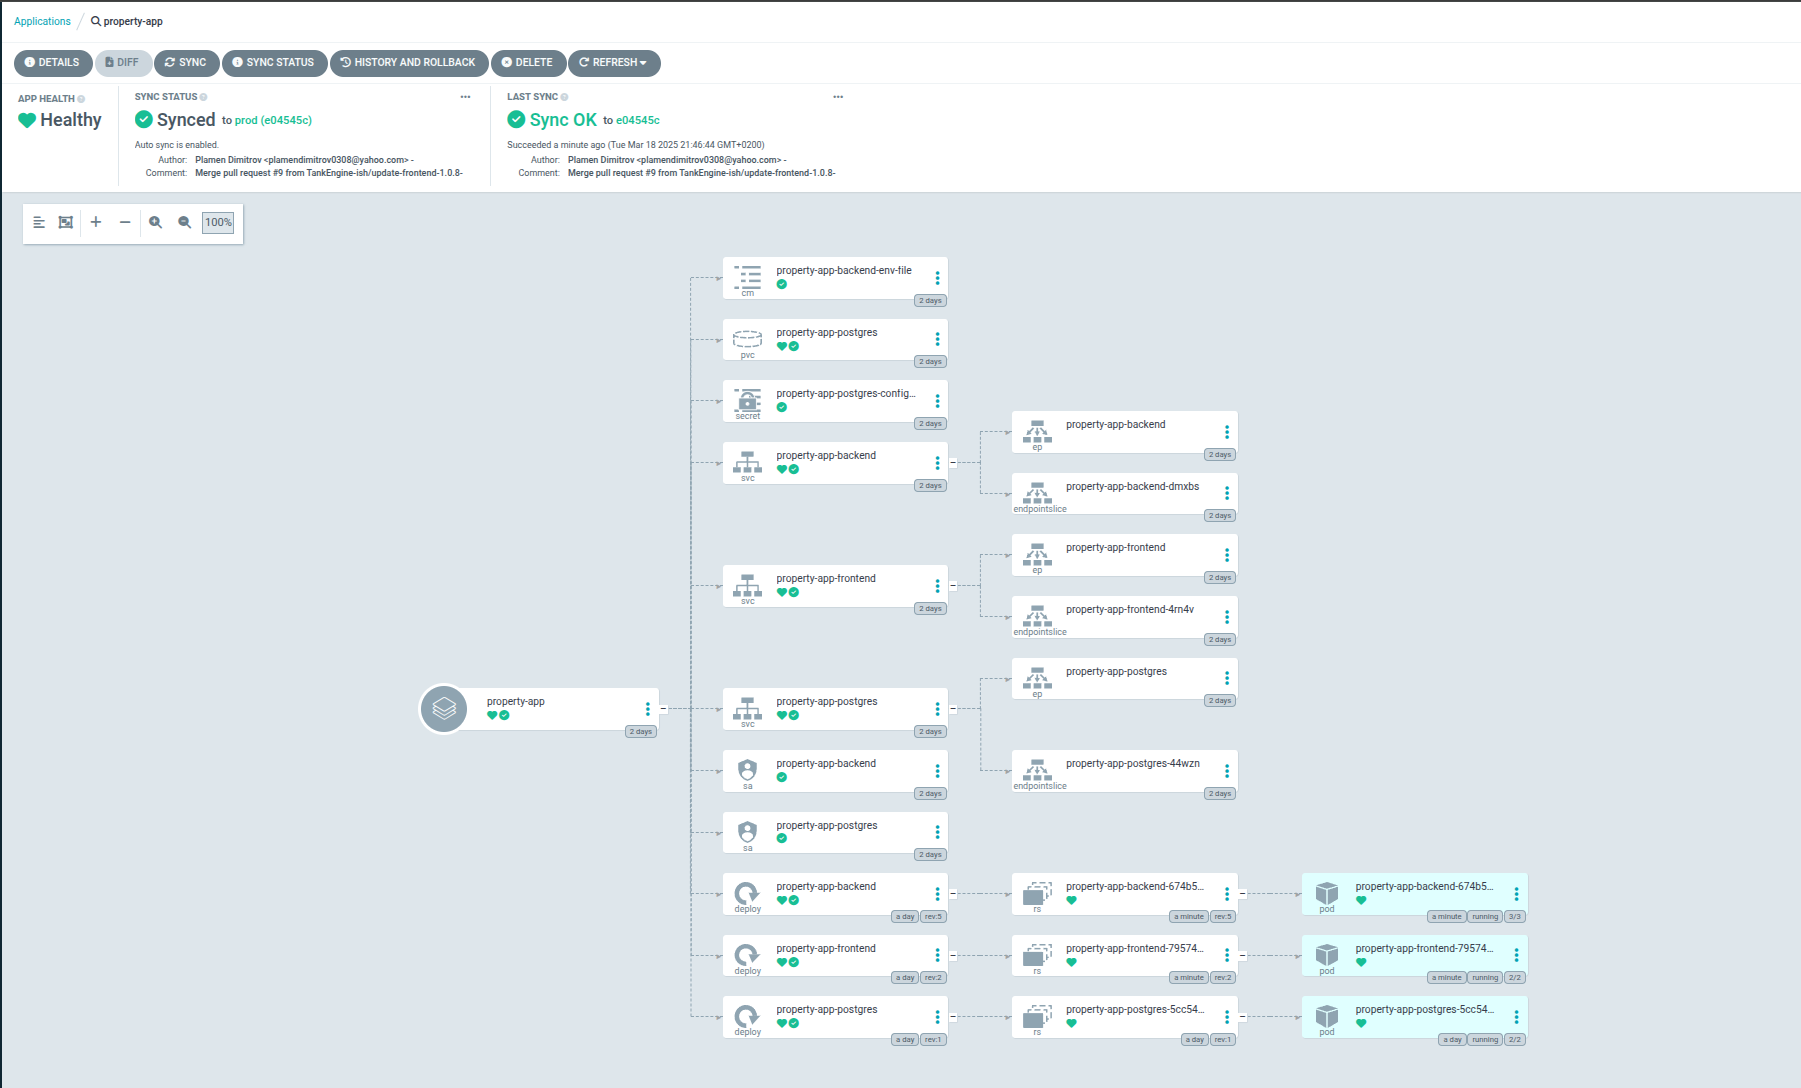 Applications / property-app
DETAILS DIFF SYNC SYNC STATUS HISTORY AND ROLLBACK DELETE REFRESH
APP HEALTH
Healthy
SYNC STATUS
Synced to prod (e04545c)
Auto sync is enabled.
Author: Plamen Dimitrov <plamendimitrov0308@yahoo.com> -
Comment: Merge pull request #9 from TankEngine-ish/update-frontend-1.0.8-
LAST SYNC
Sync OK to e04545c
Succeeded a minute ago (Tue Mar 18 2025 21:46:44 GMT+0200)
Author: Plamen Dimitrov <plamendimitrov0308@yahoo.com> -
Comment: Merge pull request #9 from TankEngine-ish/update-frontend-1.0.8-
100%
property-app
2 days
property-app-backend-env-file
cm
2 days
property-app-postgres
pvc
2 days
property-app-postgres-config...
secret
2 days
property-app-backend
svc
2 days
property-app-backend
ep
2 days
property-app-backend-dmxbs
endpointslice
2 days
property-app-frontend
svc
2 days
property-app-frontend
ep
2 days
property-app-frontend-4rn4v
endpointslice
2 days
property-app-postgres
svc
2 days
property-app-postgres
ep
2 days
property-app-postgres-44wzn
endpointslice
2 days
property-app-backend
sa
2 days
property-app-postgres
sa
2 days
property-app-backend
deploy
a day rev:5
property-app-backend-674b5...
rs
a minute rev:5
property-app-backend-674b5...
pod
a minute running 3/3
property-app-frontend
deploy
a day rev:2
property-app-frontend-79574...
rs
a minute rev:2
property-app-frontend-79574...
pod
a minute running 2/2
property-app-postgres
deploy
a day rev:1
property-app-postgres-5cc54...
rs
a day rev:1
property-app-postgres-5cc54...
pod
a day running 2/2